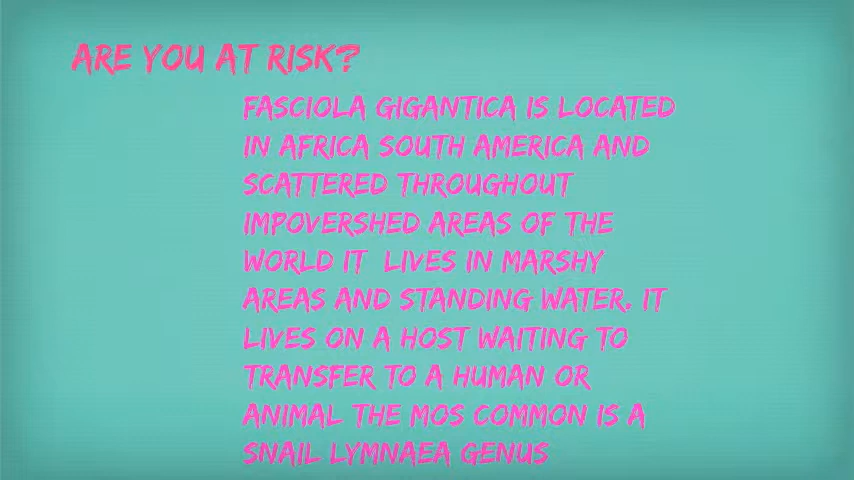 ARE YOU AT RISK?
FASCIOLA GIGANTICA IS LOCATED
IN AFRICA SOUTH AMERICA AND
SCATTERED THROUGHOUT
IMPOVERSHED AREAS OF THE
WORLD IT LIVES IN MARSHY
AREAS AND STANDING WATER. IT
LIVES ON A HOST WAITING TO
TRANSFER TO A HUMAN OR
ANIMAL THE MOS COMMON IS A
SNAIL LYMNAEA GENUS